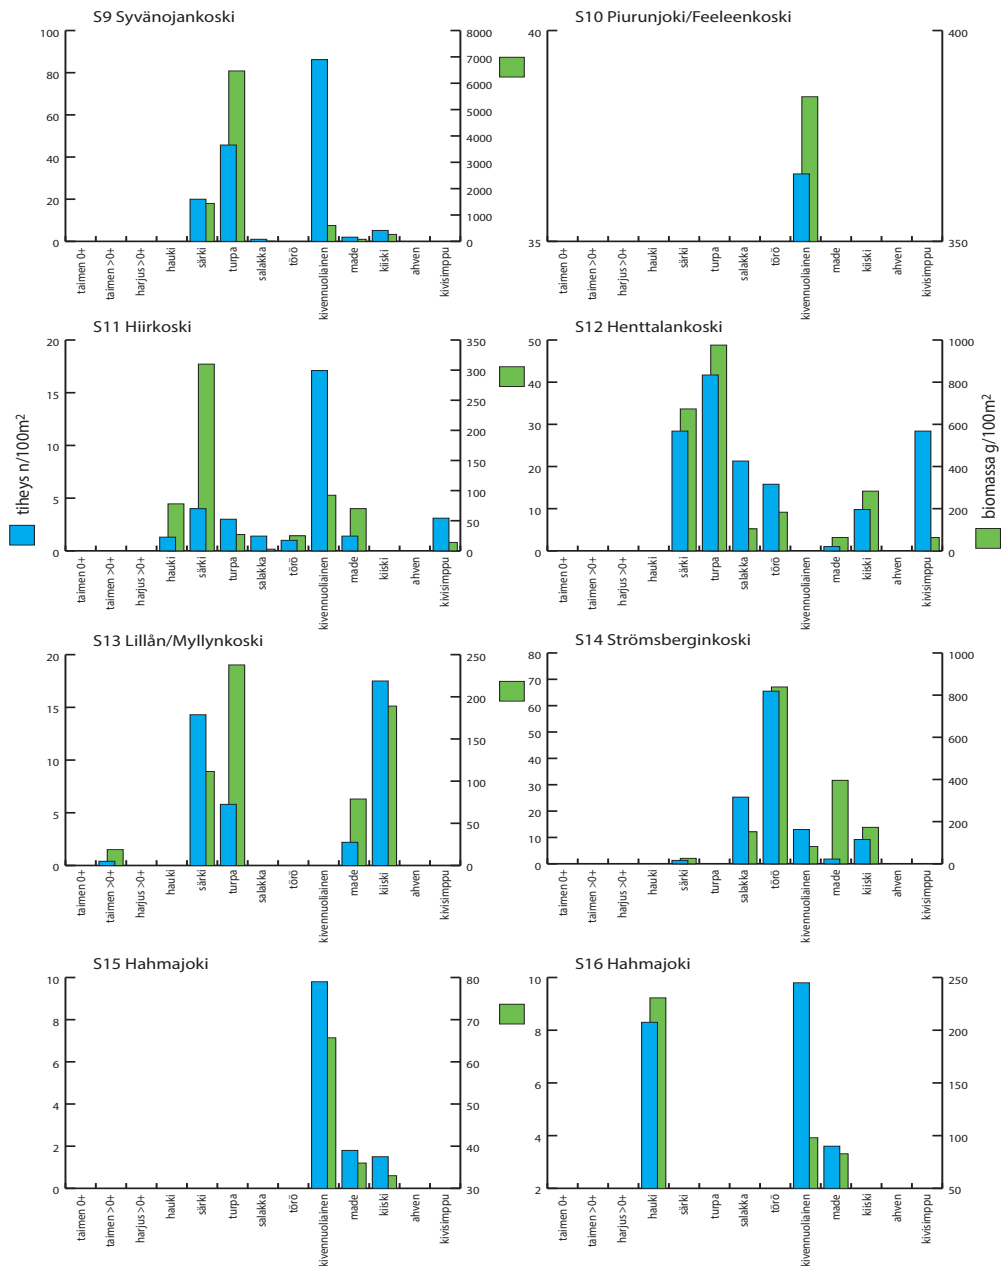 S9 Syvänojankoski
100
80
60
40
20
0
8000
7000
6000
5000
4000
3000
2000
1000
0
taimen 0+
taimen >0+
harjus >0+
hauki
särki
turpa
salakka
törö
kivennuoliainen
made
kiiski
ahven
kivisimppu
S10 Piurunjoki/Feeleenkoski
40
35
400
350
taimen 0+
taimen >0+
harjus >0+
hauki
särki
turpa
salakka
törö
kivennuoliainen
made
kiiski
ahven
kivisimppu
tiheys n/100m²
S11 Hiirkoski
20
15
10
5
0
350
300
250
200
150
100
50
0
taimen 0+
taimen >0+
harjus >0+
hauki
särki
turpa
salakka
törö
kivennuoliainen
made
kiiski
ahven
kivisimppu
S12 Henttalankoski
50
40
30
20
10
0
1000
800
600
400
200
0
taimen 0+
taimen >0+
harjus >0+
hauki
särki
turpa
salakka
törö
kivennuoliainen
made
kiiski
ahven
kivisimppu
biomassa g/100m²
S13 Lillån/Myllynkoski
20
15
10
5
0
250
200
150
100
50
0
taimen 0+
taimen >0+
harjus >0+
hauki
särki
turpa
salakka
törö
kivennuoliainen
made
kiiski
ahven
kivisimppu
S14 Strömsberginkoski
80
70
60
50
40
30
20
10
0
1000
800
600
400
200
0
taimen 0+
taimen >0+
harjus >0+
hauki
särki
turpa
salakka
törö
kivennuoliainen
made
kiiski
ahven
kivisimppu
S15 Hahmajoki
10
8
6
4
2
0
80
70
60
50
40
30
taimen 0+
taimen >0+
harjus >0+
hauki
särki
turpa
salakka
törö
kivennuoliainen
made
kiiski
ahven
kivisimppu
S16 Hahmajoki
10
8
6
4
2
250
200
150
100
50
taimen 0+
taimen >0+
harjus >0+
hauki
särki
turpa
salakka
törö
kivennuoliainen
made
kiiski
ahven
kivisimppu